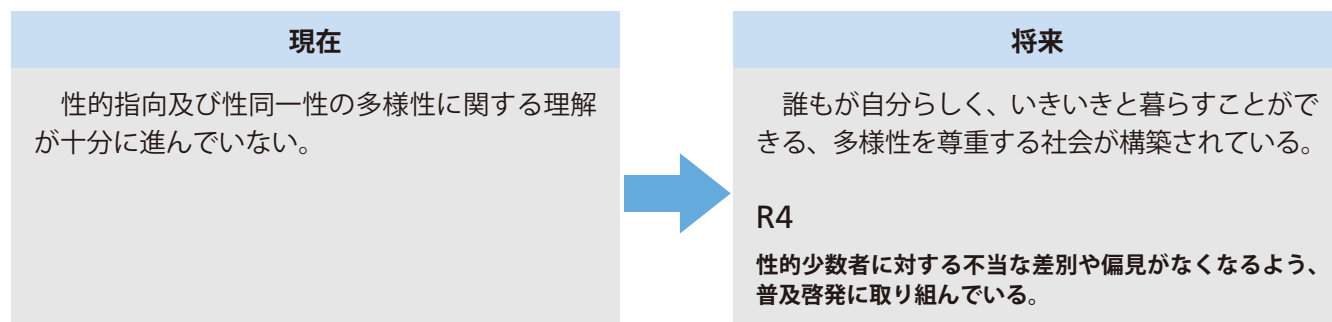 現在
性的指向及び性同一性の多様性に関する理解
が十分に進んでいない。
将来
誰もが自分らしく、いきいきと暮らすことがで
きる、多様性を尊重する社会が構築されている。
R4
性的少数者に対する不当な差別や偏見がなくなるよう、
普及啓発に取り組んでいる。